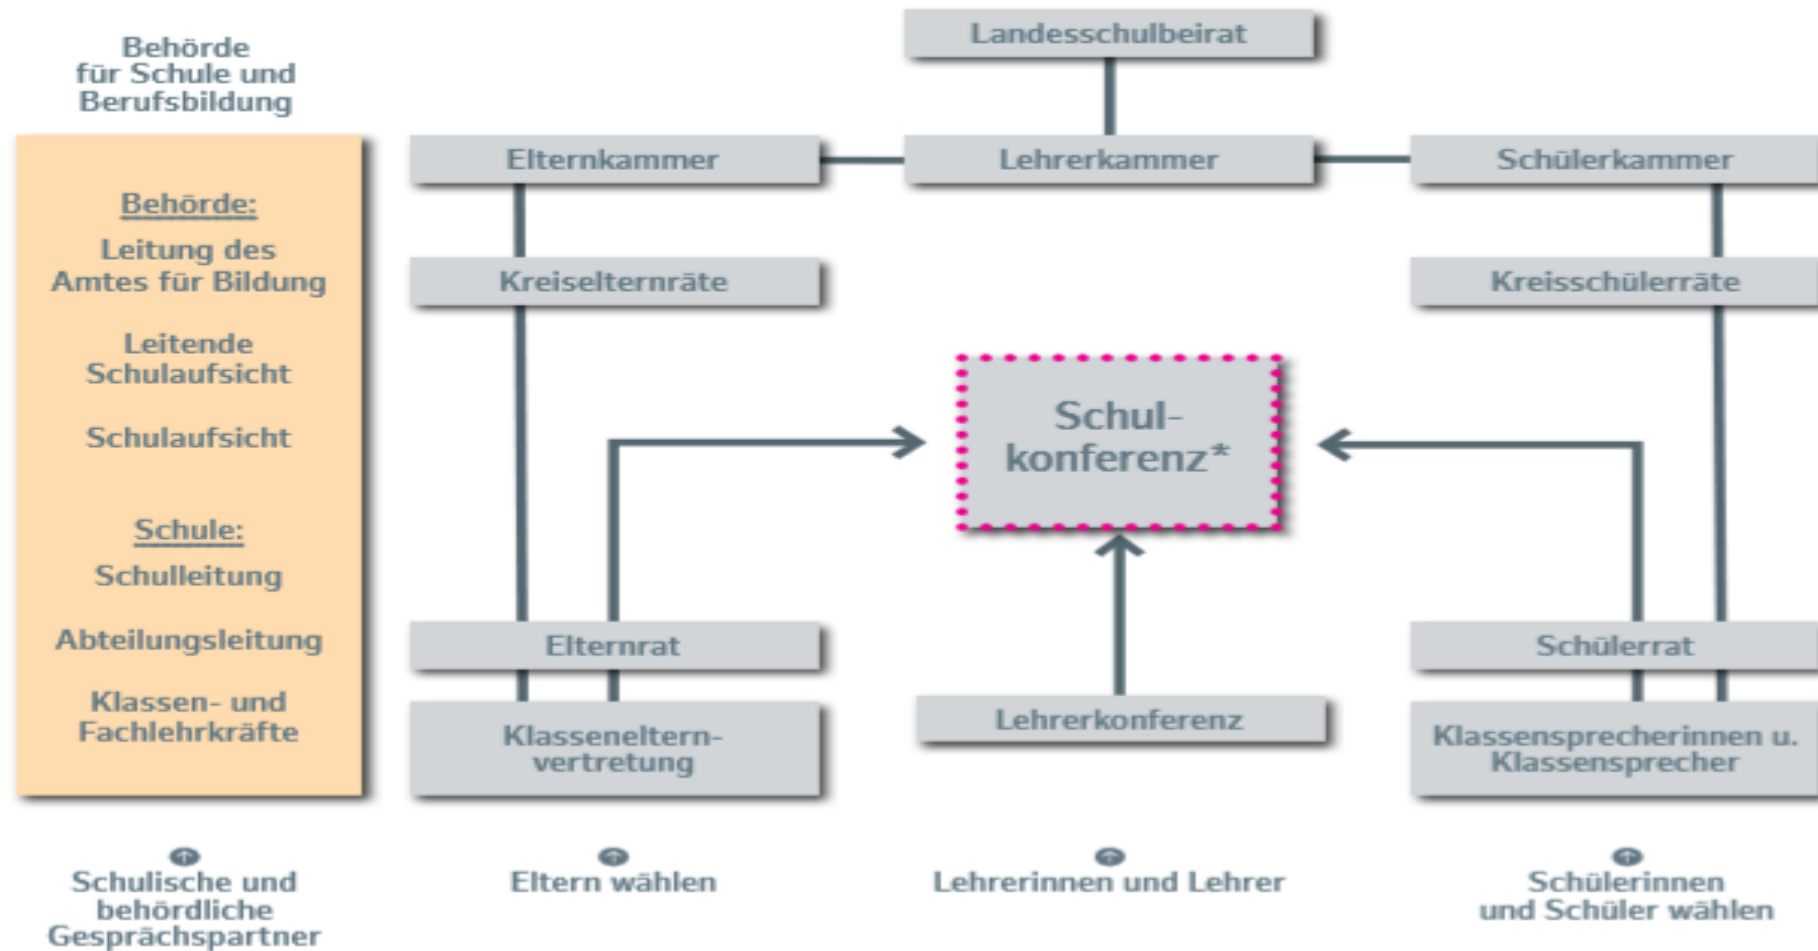 Behörde
für Schule und
Berufsbildung
Behörde:
Leitung des
Amtes für Bildung
Leitende
Schulaufsicht
Schulaufsicht
Schule:
Schulleitung
Abteilungsleitung
Klassen- und
Fachlehrkräfte
Schulische und
behördliche
Gesprächspartner
Landesschulbeirat
Elternkammer
Lehrerkammer
Schülerkammer
Kreiselternräte
Kreisschülerräte
Schul-
konferenz*
Elternrat
Schülerrat
Klasseneltern-
vertretung
Lehrerkonferenz
Klassensprecherinnen u.
Klassensprecher
Eltern wählen
Lehrerinnen und Lehrer
Schülerinnen
und Schüler wählen